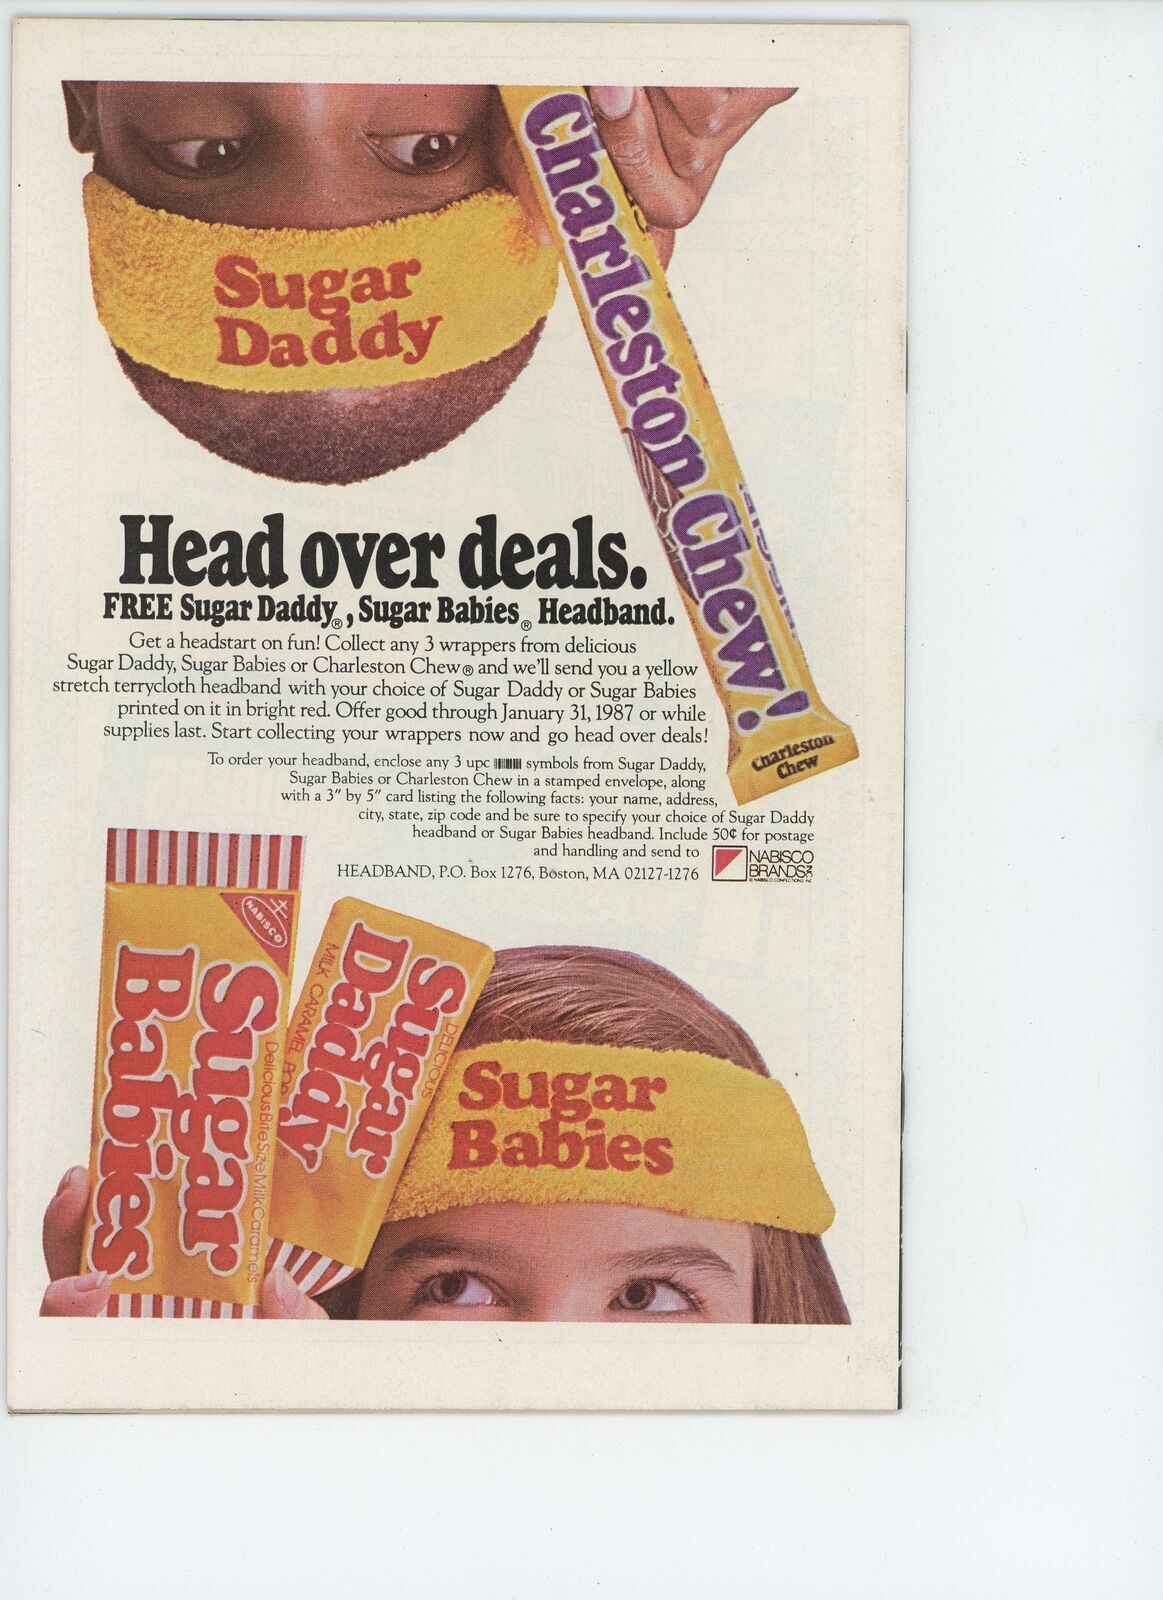 Sugar
Daddy
Charleston Chew!
Charleston
Chew
Head over deals.
FREE Sugar Daddy®, Sugar Babies® Headband.
Get a headstart on fun! Collect any 3 wrappers from delicious
Sugar Daddy, Sugar Babies or Charleston Chew® and we'll send you a yellow
stretch terrycloth headband with your choice of Sugar Daddy or Sugar Babies
printed on it in bright red. Offer good through January 31, 1987 or while
supplies last. Start collecting your wrappers now and go head over deals!
To order your headband, enclose any 3 upc symbols from Sugar Daddy,
Sugar Babies or Charleston Chew in a stamped envelope, along
with a 3" by 5" card listing the following facts: your name, address,
city, state, zip code and be sure to specify your choice of Sugar Daddy
headband or Sugar Babies headband. Include 50¢ for postage
and handling and send to
HEADBAND, P.O. Box 1276, Boston, MA 02127-1276
NABISCO
BRANDS
NABISCO
Sugar
Babies
Delicious Bite Size Milk Caramels
DELICIOUS
Sugar
Daddy
MILK CARAMEL POP
Sugar
Babies